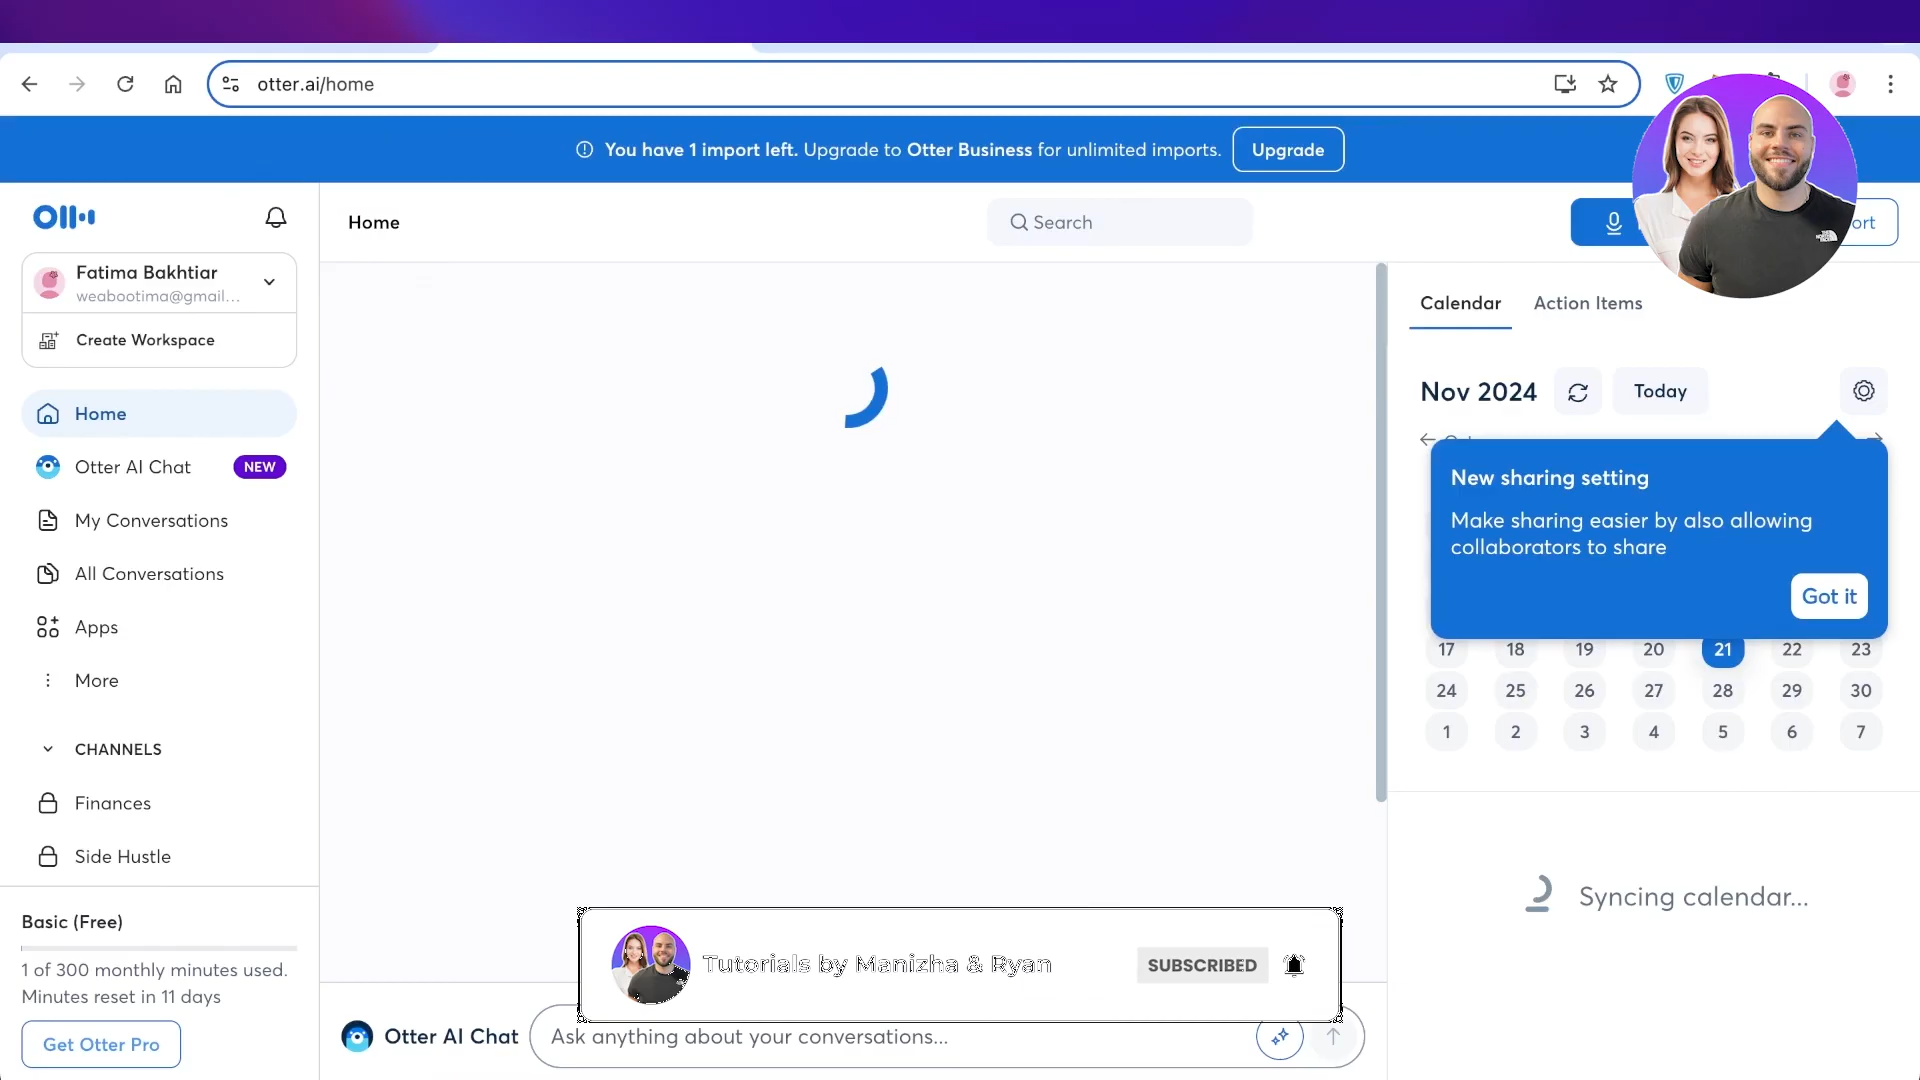 otter.ai/home
You have 1 import left. Upgrade to Otter Business for unlimited imports.
Upgrade
Fatima Bakhtiar
weabootima@gmail...
Create Workspace
Home
Otter AI Chat
NEW
My Conversations
All Conversations
Apps
More
CHANNELS
Finances
Side Hustle
Basic (Free)
1 of 300 monthly minutes used.
Minutes reset in 11 days
Get Otter Pro
Home
Search
Calendar
Action Items
Nov 2024
Today
New sharing setting
Make sharing easier by also allowing
collaborators to share
Got it
17 18 19 20 21 22 23
24 25 26 27 28 29 30
1 2 3 4 5 6 7
Syncing calendar...
Tutorials by Manizha & Ryan
SUBSCRIBED
Otter AI Chat
Ask anything about your conversations...